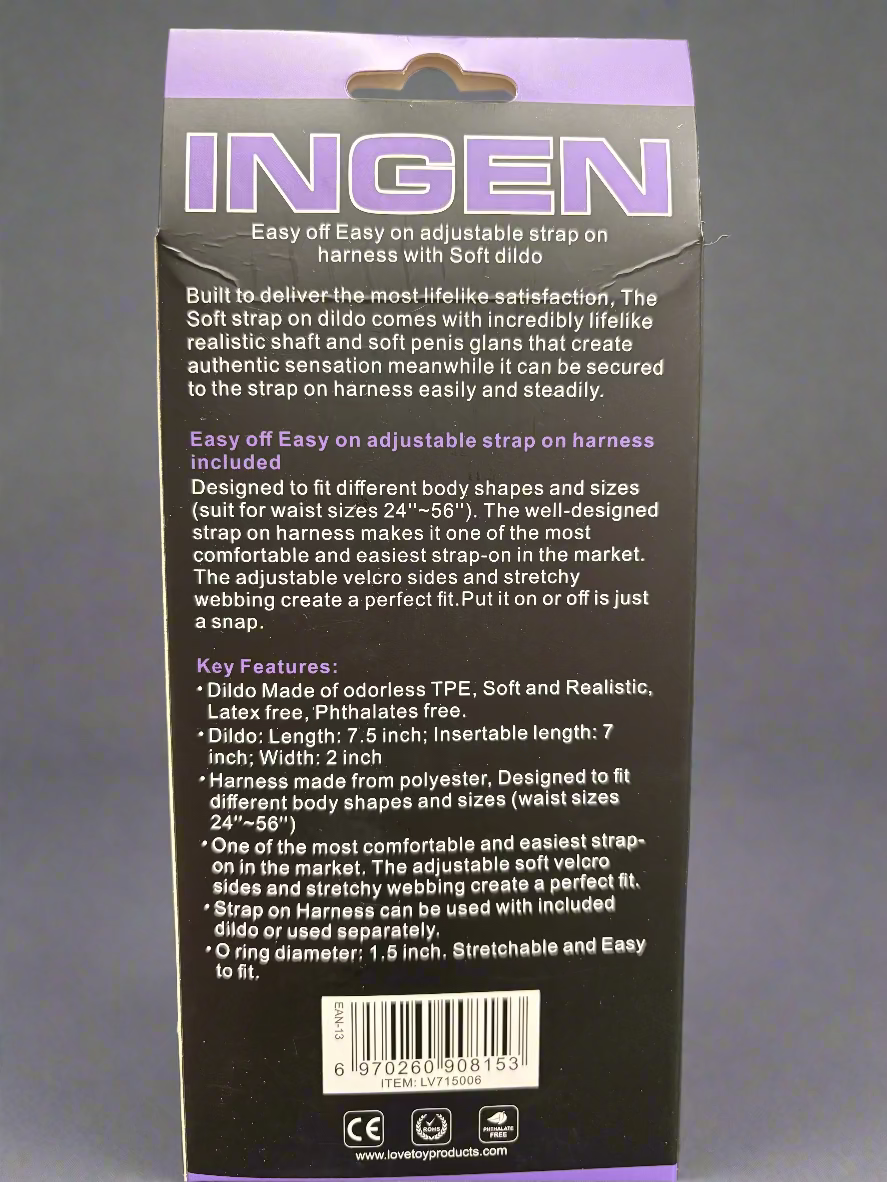 INGEN
Easy off Easy on adjustable strap on
harness with Soft dildo
Built to deliver the most lifelike satisfaction, The
Soft strap on dildo comes with incredibly lifelike
realistic shaft and soft penis glans that create
authentic sensation meanwhile it can be secured
to the strap on harness easily and steadily.
Easy off Easy on adjustable strap on harness
included
Designed to fit different body shapes and sizes
(suit for waist sizes 24"~56"). The well-designed
strap on harness makes it one of the most
comfortable and easiest strap-on in the market.
The adjustable velcro sides and stretchy
webbing create a perfect fit.Put it on or off is just
a snap.
Key Features:
•Dildo Made of odorless TPE, Soft and Realistic,
Latex free, Phthalates free.
•Dildo: Length: 7.5 inch; Insertable length: 7
inch; Width: 2 inch
•Harness made from polyester, Designed to fit
different body shapes and sizes (waist sizes
24"~56")
•One of the most comfortable and easiest strap-
on in the market. The adjustable soft velcro
sides and stretchy webbing create a perfect fit.
•Strap on Harness can be used with included
dildo or used separately.
•O ring diameter: 1.5 inch. Stretchable and Easy
to fit.
EAN-13
6 970260 908153
ITEM: LV715006
CE
ROHS
PHTHALATE
FREE
www.lovetoyproducts.com